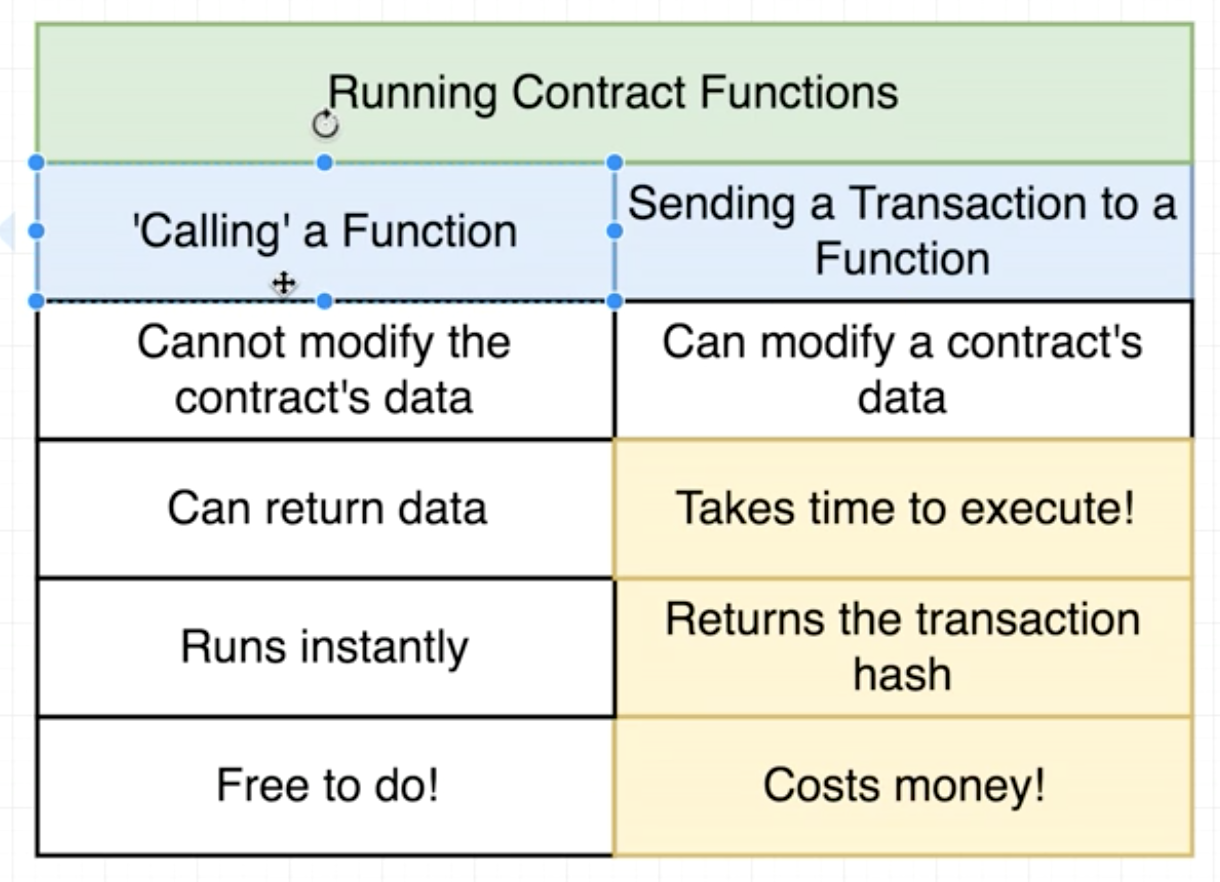 Running Contract Functions
'Calling' a Function
Sending a Transaction to a
Function
Cannot modify the
contract's data
Can modify a contract's
data
Can return data
Takes time to execute!
Runs instantly
Returns the transaction
hash
Free to do!
Costs money!